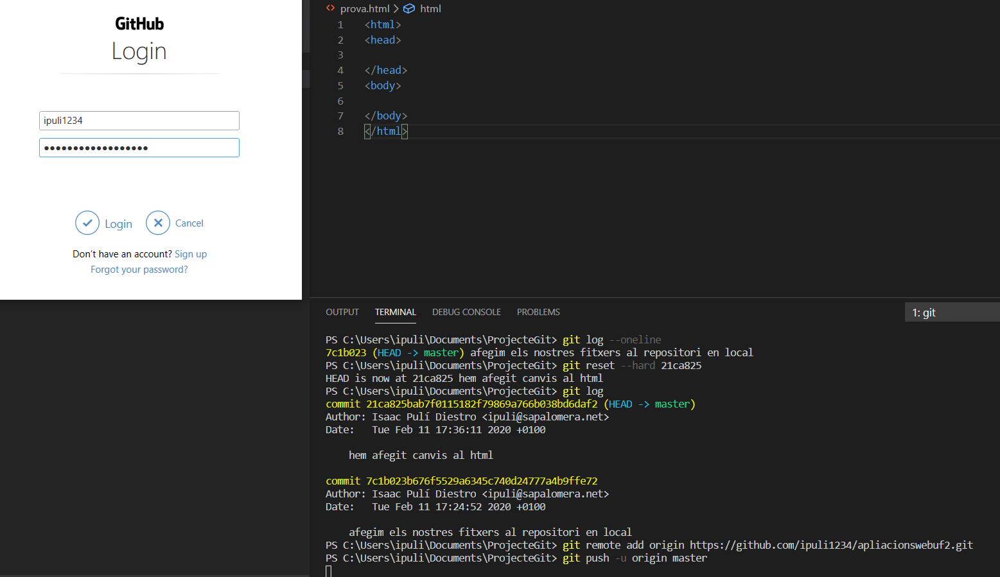 GitHub
Login
ipuli1234
••••••••••••••••••
Login
Cancel
Don't have an account? Sign up
Forgot your password?
prova.html > html
1 <html>
2 <head>
3
4 </head>
5 <body>
6
7 </body>
8 </html>
OUTPUT TERMINAL DEBUG CONSOLE PROBLEMS
1: git
PS C:\Users\ipuli\Documents\ProjecteGit> git log --oneline
7c1b023 (HEAD -> master) afegim els nostres fitxers al repositori en local
PS C:\Users\ipuli\Documents\ProjecteGit> git reset --hard 21ca825
HEAD is now at 21ca825 hem afegit canvis al html
PS C:\Users\ipuli\Documents\ProjecteGit> git log
commit 21ca825bab7f0115182f79869a766b038bd6daf2 (HEAD -> master)
Author: Isaac Pulí Diestro <ipuli@sapalomera.net>
Date:   Tue Feb 11 17:36:11 2020 +0100
hem afegit canvis al html
commit 7c1b023b676f5529a6345c740d24777a4b9ffe72
Author: Isaac Pulí Diestro <ipuli@sapalomera.net>
Date:   Tue Feb 11 17:24:52 2020 +0100
afegim els nostres fitxers al repositori en local
PS C:\Users\ipuli\Documents\ProjecteGit> git remote add origin https://github.com/ipuli1234/apliacionswebuf2.git
PS C:\Users\ipuli\Documents\ProjecteGit> git push -u origin master